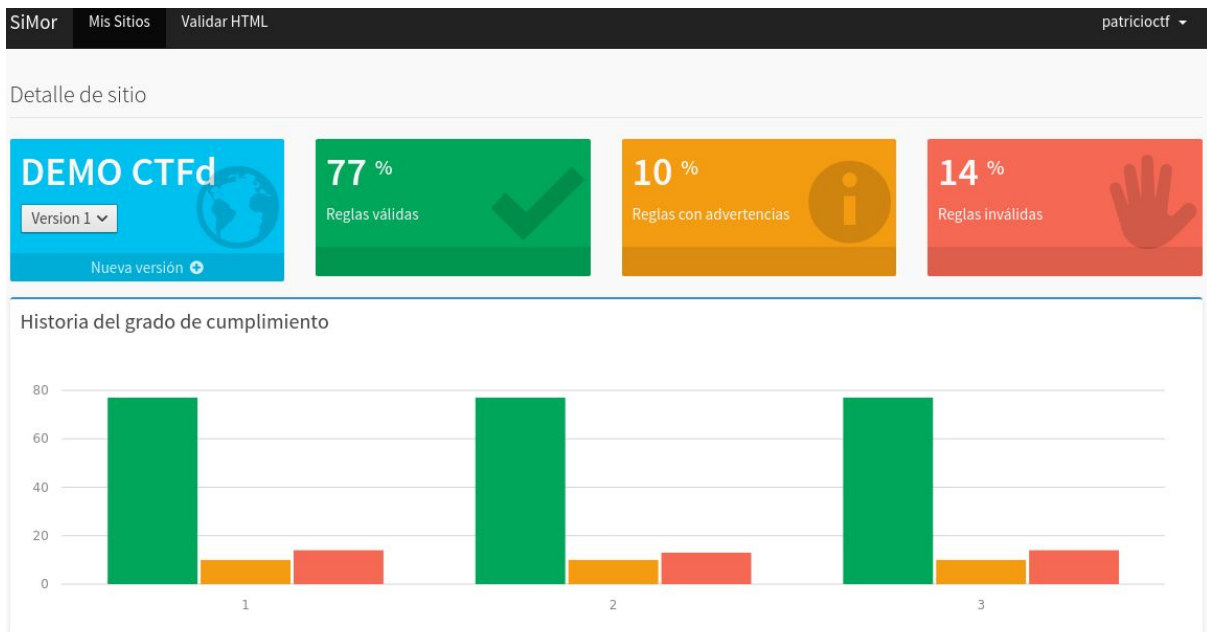 SiMor Mis Sitios Validar HTML patricioctf
Detalle de sitio
DEMO CTFd
Version 1
Nueva versión
77 %
Reglas válidas
10 %
Reglas con advertencias
14 %
Reglas inválidas
Historia del grado de cumplimiento
80
60
40
20
0
1 2 3